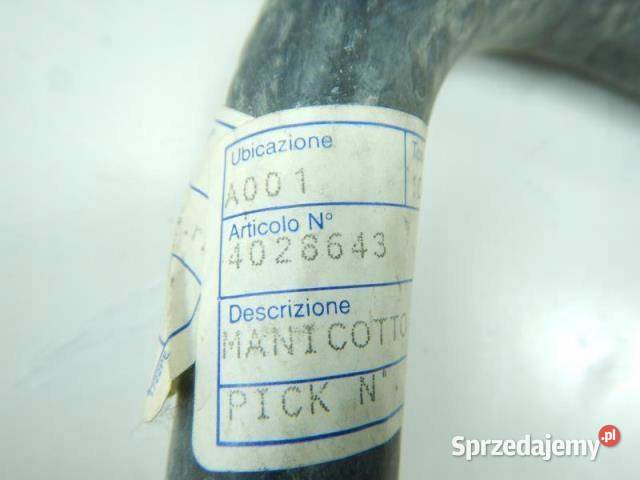 Ubicazione
A001
Articolo N°
4028643
Descrizione
MANICOTTO
PICK N°.
Sprzedajemy.pl